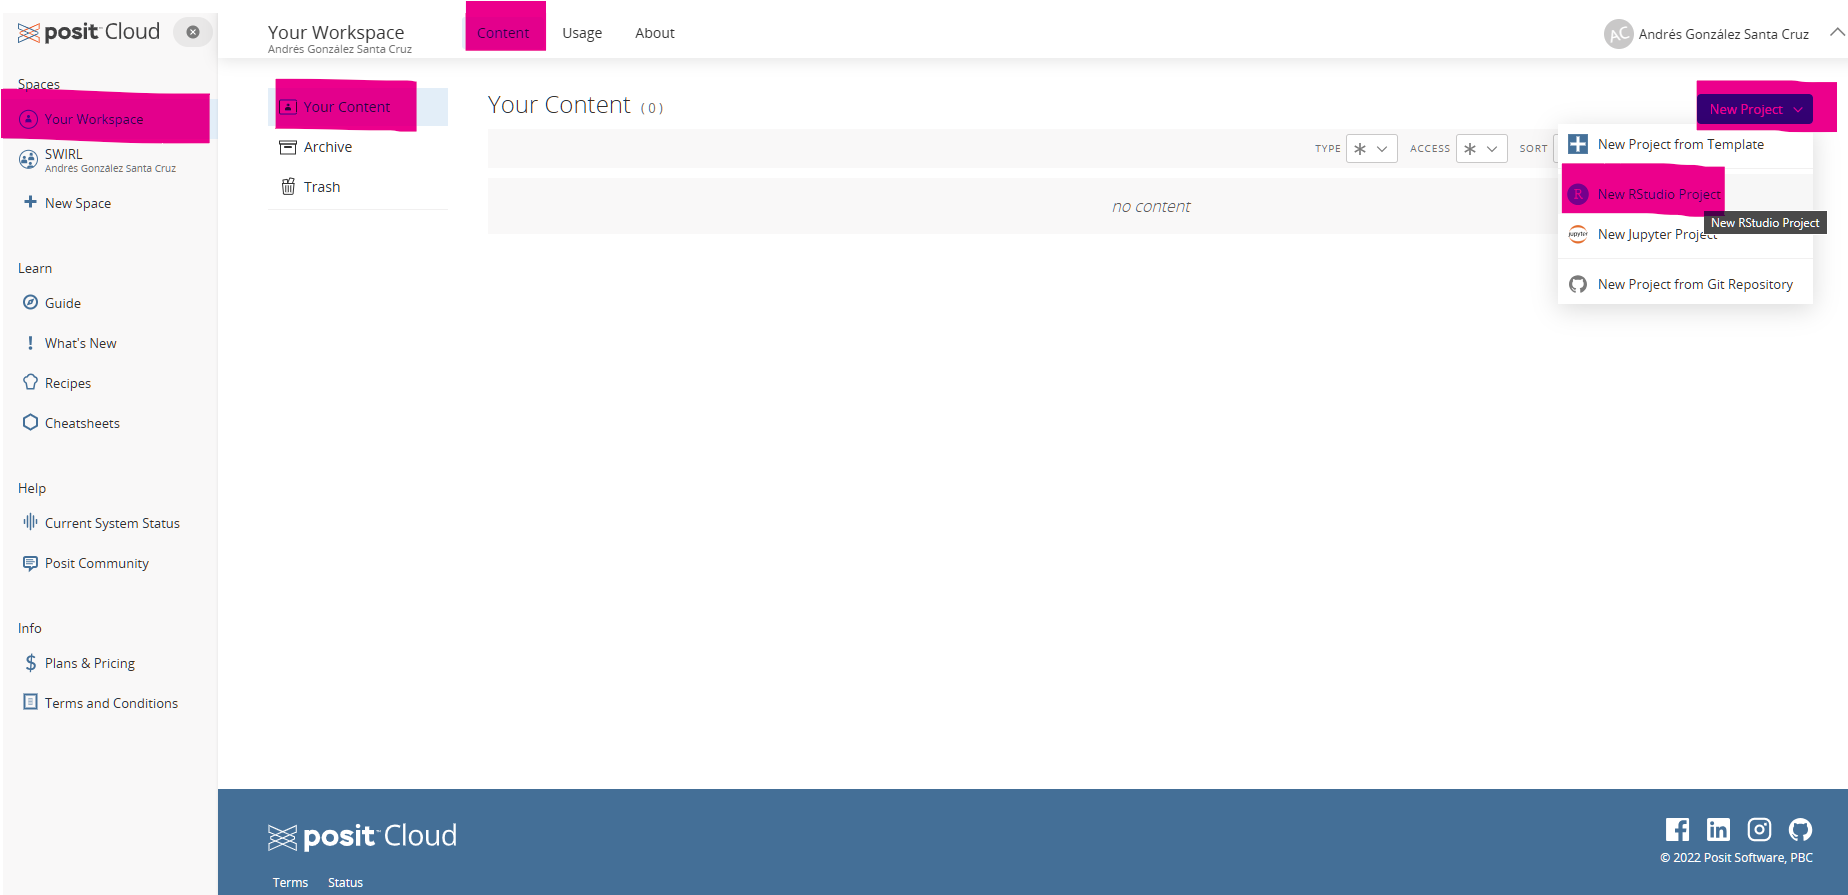 posit Cloud
Spaces
Your Workspace
SWIRL
Andrés González Santa Cruz
New Space
Learn
Guide
What's New
Recipes
Cheatsheets
Help
Current System Status
Posit Community
Info
Plans & Pricing
Terms and Conditions
Your Workspace
Andrés González Santa Cruz
Content Usage About
AC Andrés González Santa Cruz
Your Content
Archive
Trash
Your Content (0)
New Project
TYPE * ACCESS * SORT
no content
New Project from Template
R New RStudio Project
New RStudio Project
jupyter New Jupyter Project
New Project from Git Repository
posit Cloud
Terms Status
© 2022 Posit Software, PBC